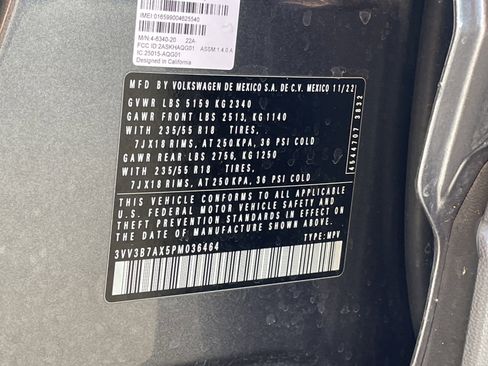 IMEI 016599004625540
M/N:4-6340-20 22A
FCC ID:2ASKHAQG01 ASSM:1.4.0 A
IC:25015-AQG01
Designed in California
MFD. BY VOLKSWAGEN DE MEXICO S.A. DE C.V. MEXICO 11/22
GVWR LBS 5159 KG 2340
GAWR FRONT LBS 2513, KG 1140
WITH 235/55 R18 TIRES,
7JX18 RIMS, AT 250 KPA, 36 PSI COLD
GAWR REAR LBS 2756, KG 1250
WITH 235/55 R18 TIRES,
7JX18 RIMS, AT 250 KPA, 36 PSI COLD
THIS VEHICLE CONFORMS TO ALL APPLICABLE
U.S. FEDERAL MOTOR VEHICLE SAFETY AND
THEFT PREVENTION STANDARDS IN EFFECT ON
THE DATE OF MANUFACTURE SHOWN ABOVE.
3VV3B7AX5PM036464 TYPE:MPV
4544707 3832